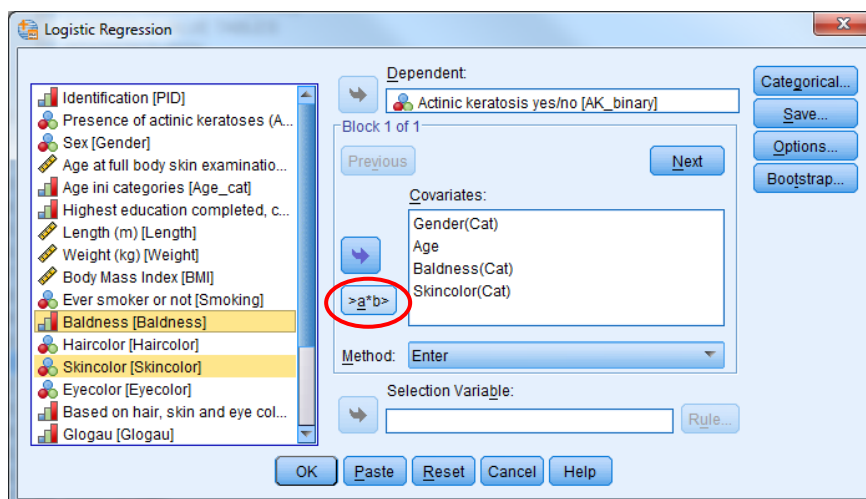 Logistic Regression
Identification [PID]
Presence of actinic keratoses (A...
Sex [Gender]
Age at full body skin examinatio...
Age ini categories [Age_cat]
Highest education completed, c...
Length (m) [Length]
Weight (kg) [Weight]
Body Mass Index [BMI]
Ever smoker or not [Smoking]
Baldness [Baldness]
Haircolor [Haircolor]
Skincolor [Skincolor]
Eyecolor [Eyecolor]
Based on hair, skin and eye col...
Glogau [Glogau]
Dependent:
Actinic keratosis yes/no [AK_binary]
Block 1 of 1
Previous
Next
Covariates:
Gender(Cat)
Age
Baldness(Cat)
Skincolor(Cat)
>a*b>
Method:
Enter
Selection Variable:
Rule...
Categorical...
Save...
Options...
Bootstrap...
OK
Paste
Reset
Cancel
Help